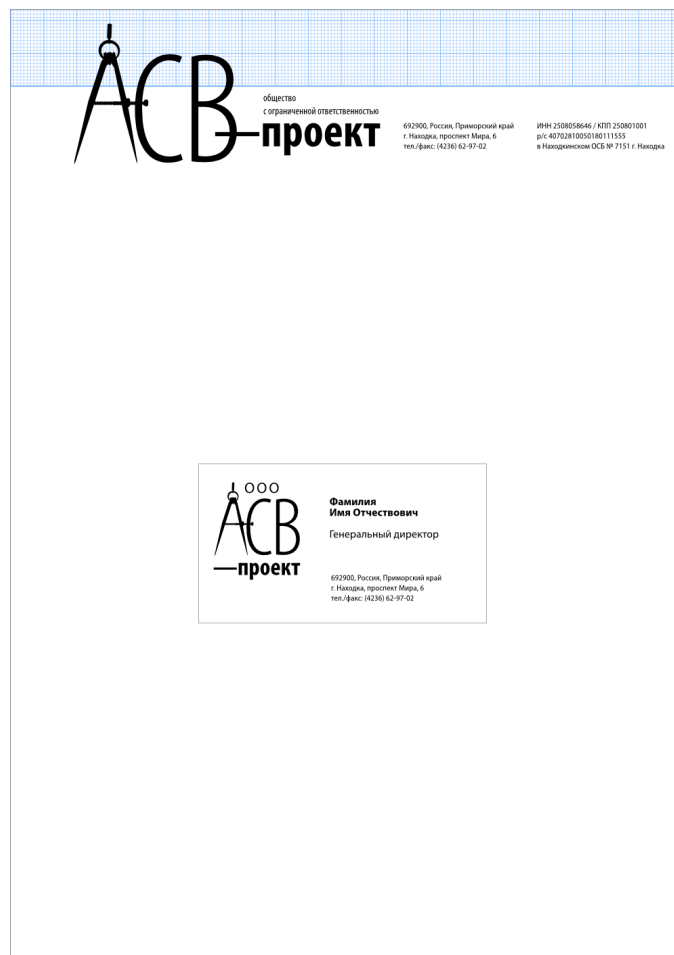 АСВ
общество
с ограниченной ответственностью
проект
692900, Россия, Приморский край
г. Находка, проспект Мира, 6
тел./факс: (4236) 62-97-02
ИНН 2508058646 / КПП 250801001
р/с 40702810050180111555
в Находкинском ОСБ № 7151 г. Находка
ООО
АСВ
проект
Фамилия
Имя Отчествович
Генеральный директор
692900, Россия, Приморский край
г. Находка, проспект Мира, 6
тел./факс: (4236) 62-97-02